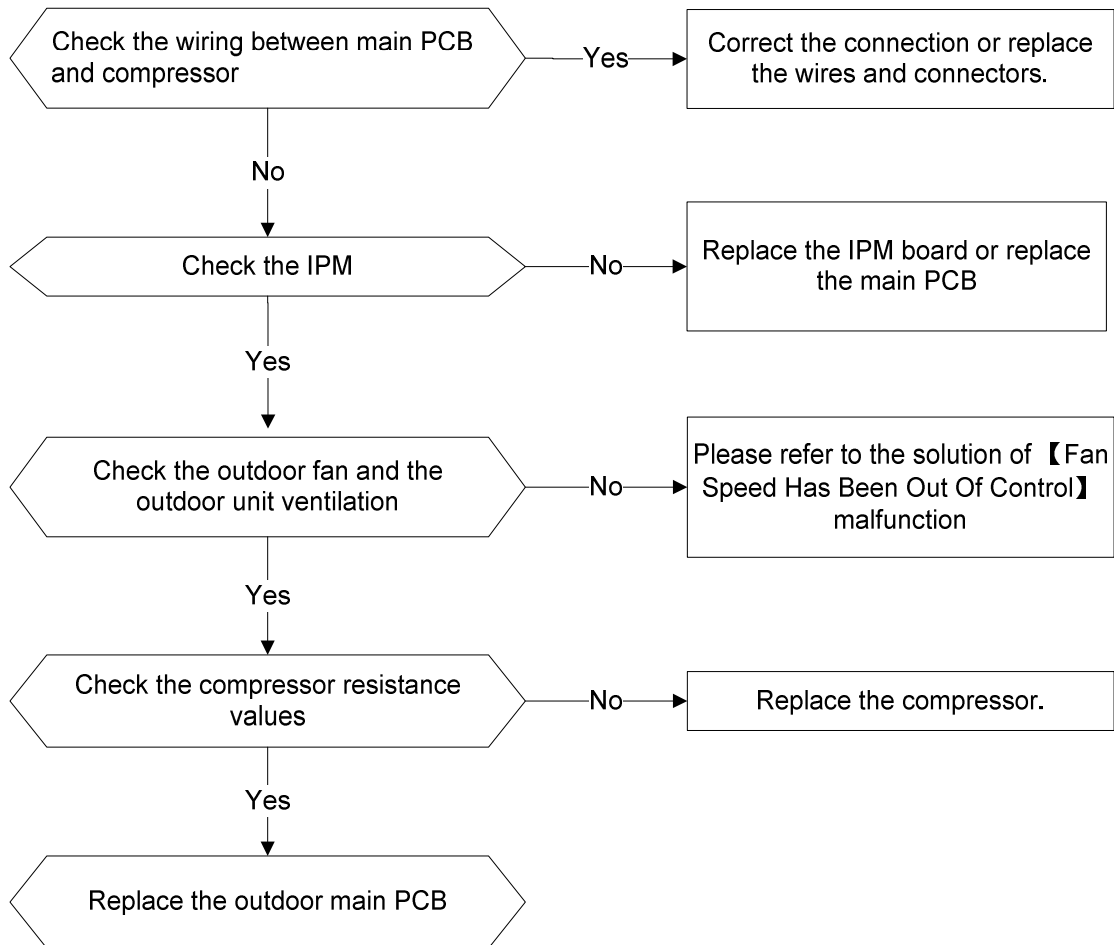 Check the wiring between main PCB
and compressor
Yes
Correct the connection or replace
the wires and connectors.
No
Check the IPM
No
Replace the IPM board or replace
the main PCB
Yes
Check the outdoor fan and the
outdoor unit ventilation
No
Please refer to the solution of 【Fan
Speed Has Been Out Of Control】
malfunction
Yes
Check the compressor resistance
values
No
Replace the compressor.
Yes
Replace the outdoor main PCB